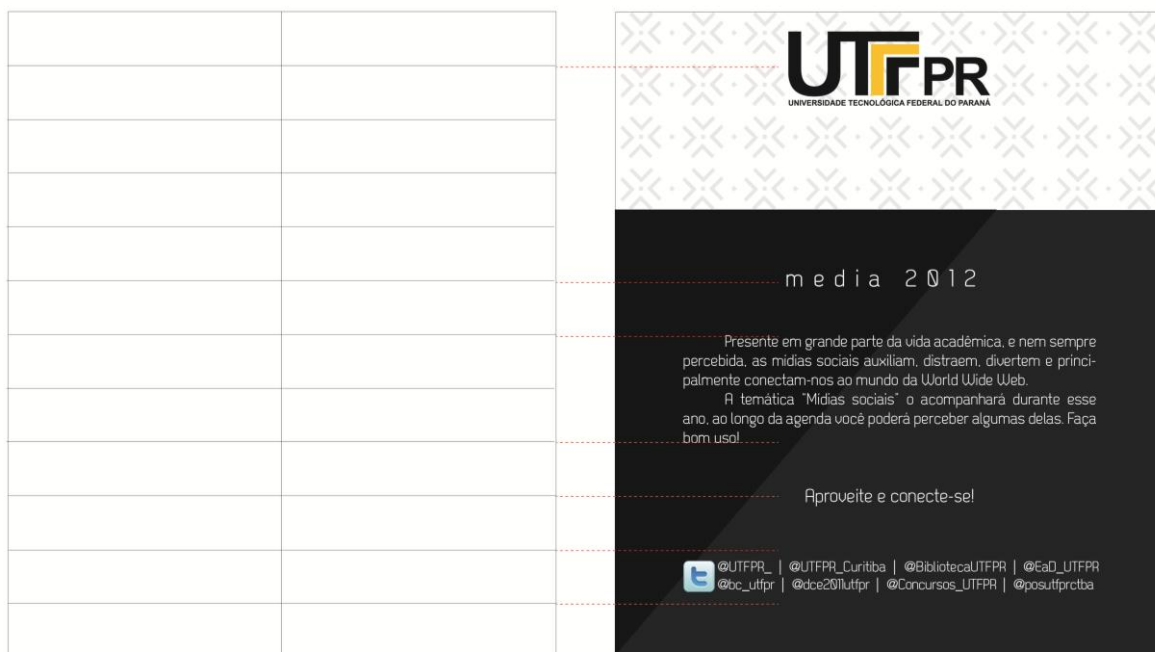 UTFPR
UNIVERSIDADE TECNOLÓGICA FEDERAL DO PARANÁ
media 2012
Presente em grande parte da vida acadêmica, e nem sempre
percebida, as mídias sociais auxiliam, distraem, divertem e princi-
palmente conectam-nos ao mundo da World Wide Web.
A temática "Mídias sociais" o acompanhará durante esse
ano, ao longo da agenda você poderá perceber algumas delas. Faça
bom uso!
Aproveite e conecte-se!
@UTFPR_ | @UTFPR_Curitiba | @BibliotecaUTFPR | @EaD_UTFPR
@bc_utfpr | @dce2011utfpr | @Concursos_UTFPR | @posutfprctba